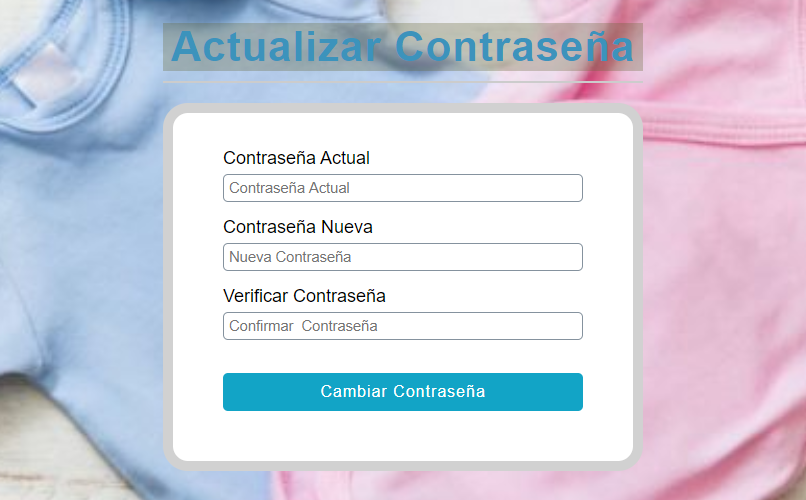 Actualizar Contraseña
Contraseña Actual
Contraseña Actual
Contraseña Nueva
Nueva Contraseña
Verificar Contraseña
Confirmar  Contraseña
Cambiar Contraseña